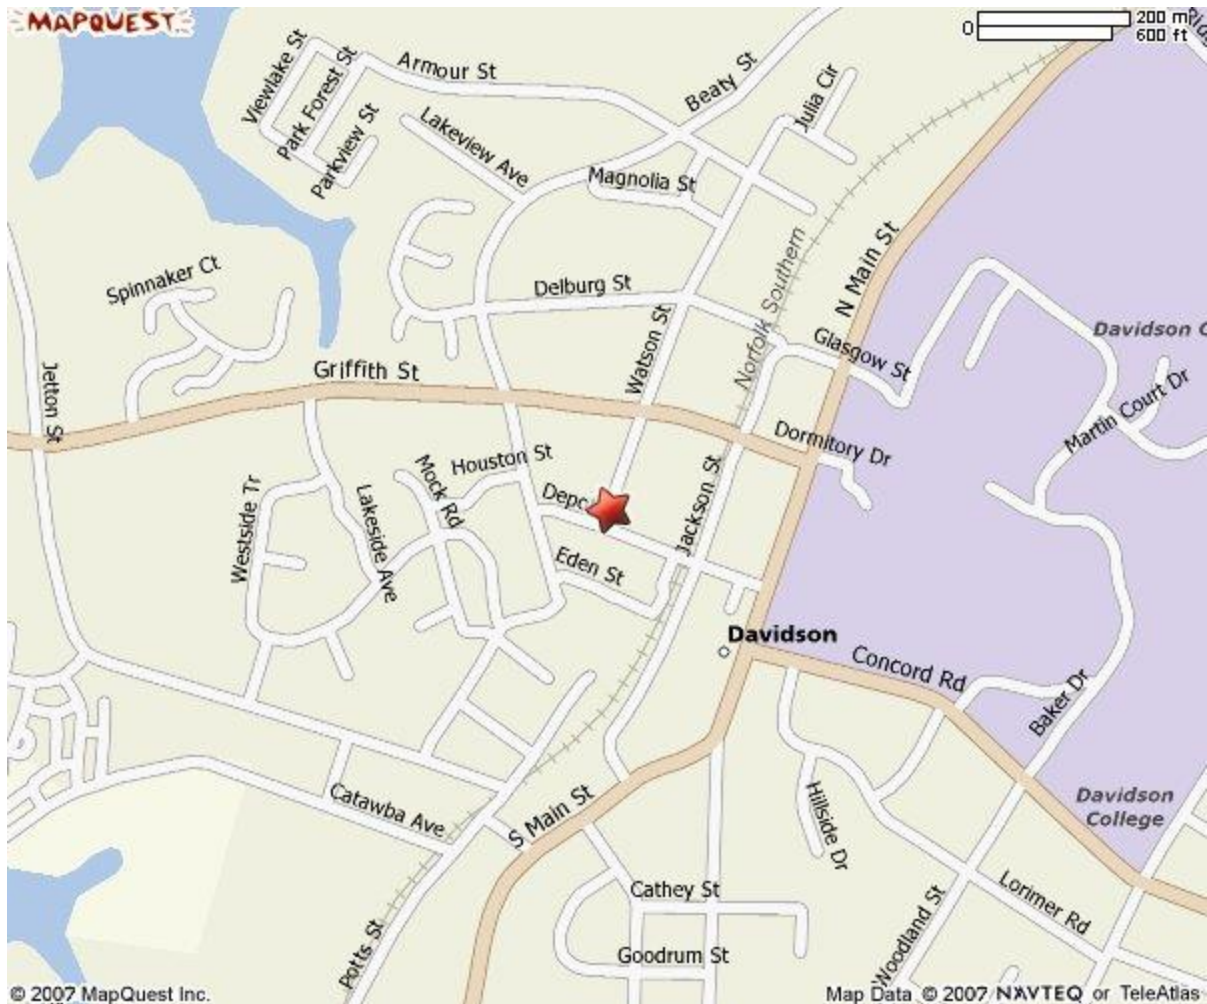 MAPQUEST
0
200 m
600 ft
Viewlake St
Park Forest St
Parkview St
Armour St
Lakeview Ave
Beaty St
Julia Cir
Magnolia St
Norfolk Southern
N Main St
Spinnaker Ct
Delburg St
Watson St
Glasgow St
Davidson C
Martin Court Dr
Jetton St
Griffith St
Dormitory Dr
Houston St
Mock Rd
Jackson St
Westside Tr
Lakeside Ave
Eden St
Davidson
Concord Rd
Baker Dr
Catawba Ave
S Main St
Hillside Dr
Davidson
College
Cathey St
Lorimer Rd
Woodland St
Goodrum St
Potts St
© 2007 MapQuest Inc.
Map Data © 2007 NAVTEQ or TeleAtlas